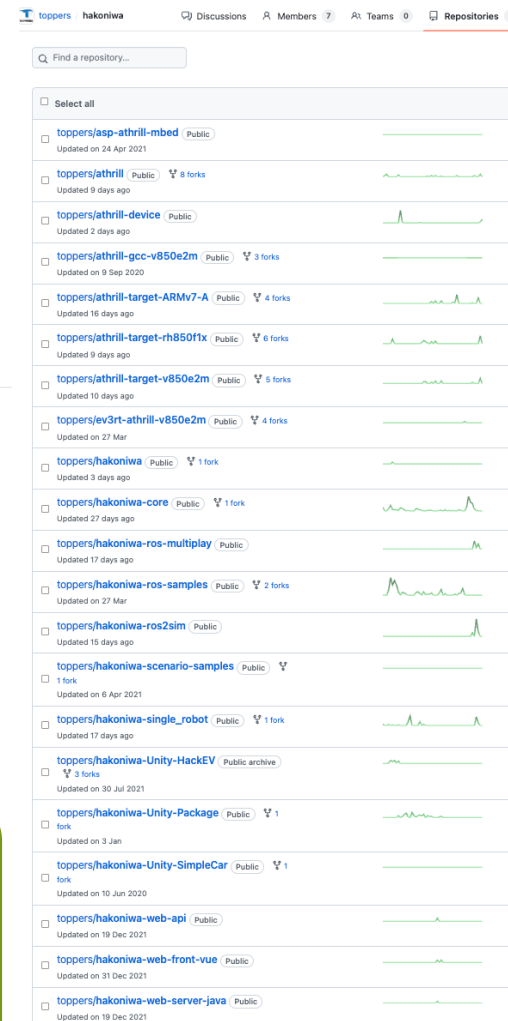 toppers hakoniwa Discussions Members 7 Teams 0 Repositories
Find a repository...
Select all
toppers/asp-athrill-mbed Public
Updated on 24 Apr 2021
toppers/athrill Public 8 forks
Updated 9 days ago
toppers/athrill-device Public
Updated 2 days ago
toppers/athrill-gcc-v850e2m Public 3 forks
Updated on 9 Sep 2020
toppers/athrill-target-ARMv7-A Public 4 forks
Updated 16 days ago
toppers/athrill-target-rh850f1x Public 6 forks
Updated 9 days ago
toppers/athrill-target-v850e2m Public 5 forks
Updated 10 days ago
toppers/ev3rt-athrill-v850e2m Public 4 forks
Updated on 27 Mar
toppers/hakoniwa Public 1 fork
Updated 3 days ago
toppers/hakoniwa-core Public 1 fork
Updated 27 days ago
toppers/hakoniwa-ros-multiplay Public
Updated 17 days ago
toppers/hakoniwa-ros-samples Public 2 forks
Updated on 27 Mar
toppers/hakoniwa-ros2sim Public
Updated 15 days ago
toppers/hakoniwa-scenario-samples Public
1 fork
Updated on 6 Apr 2021
toppers/hakoniwa-single_robot Public 1 fork
Updated 17 days ago
toppers/hakoniwa-Unity-HackEV Public archive
3 forks
Updated on 30 Jul 2021
toppers/hakoniwa-Unity-Package Public 1
fork
Updated on 3 Jan
toppers/hakoniwa-Unity-SimpleCar Public 1
fork
Updated on 10 Jun 2020
toppers/hakoniwa-web-api Public
Updated on 19 Dec 2021
toppers/hakoniwa-web-front-vue Public
Updated on 31 Dec 2021
toppers/hakoniwa-web-server-java Public
Updated on 19 Dec 2021